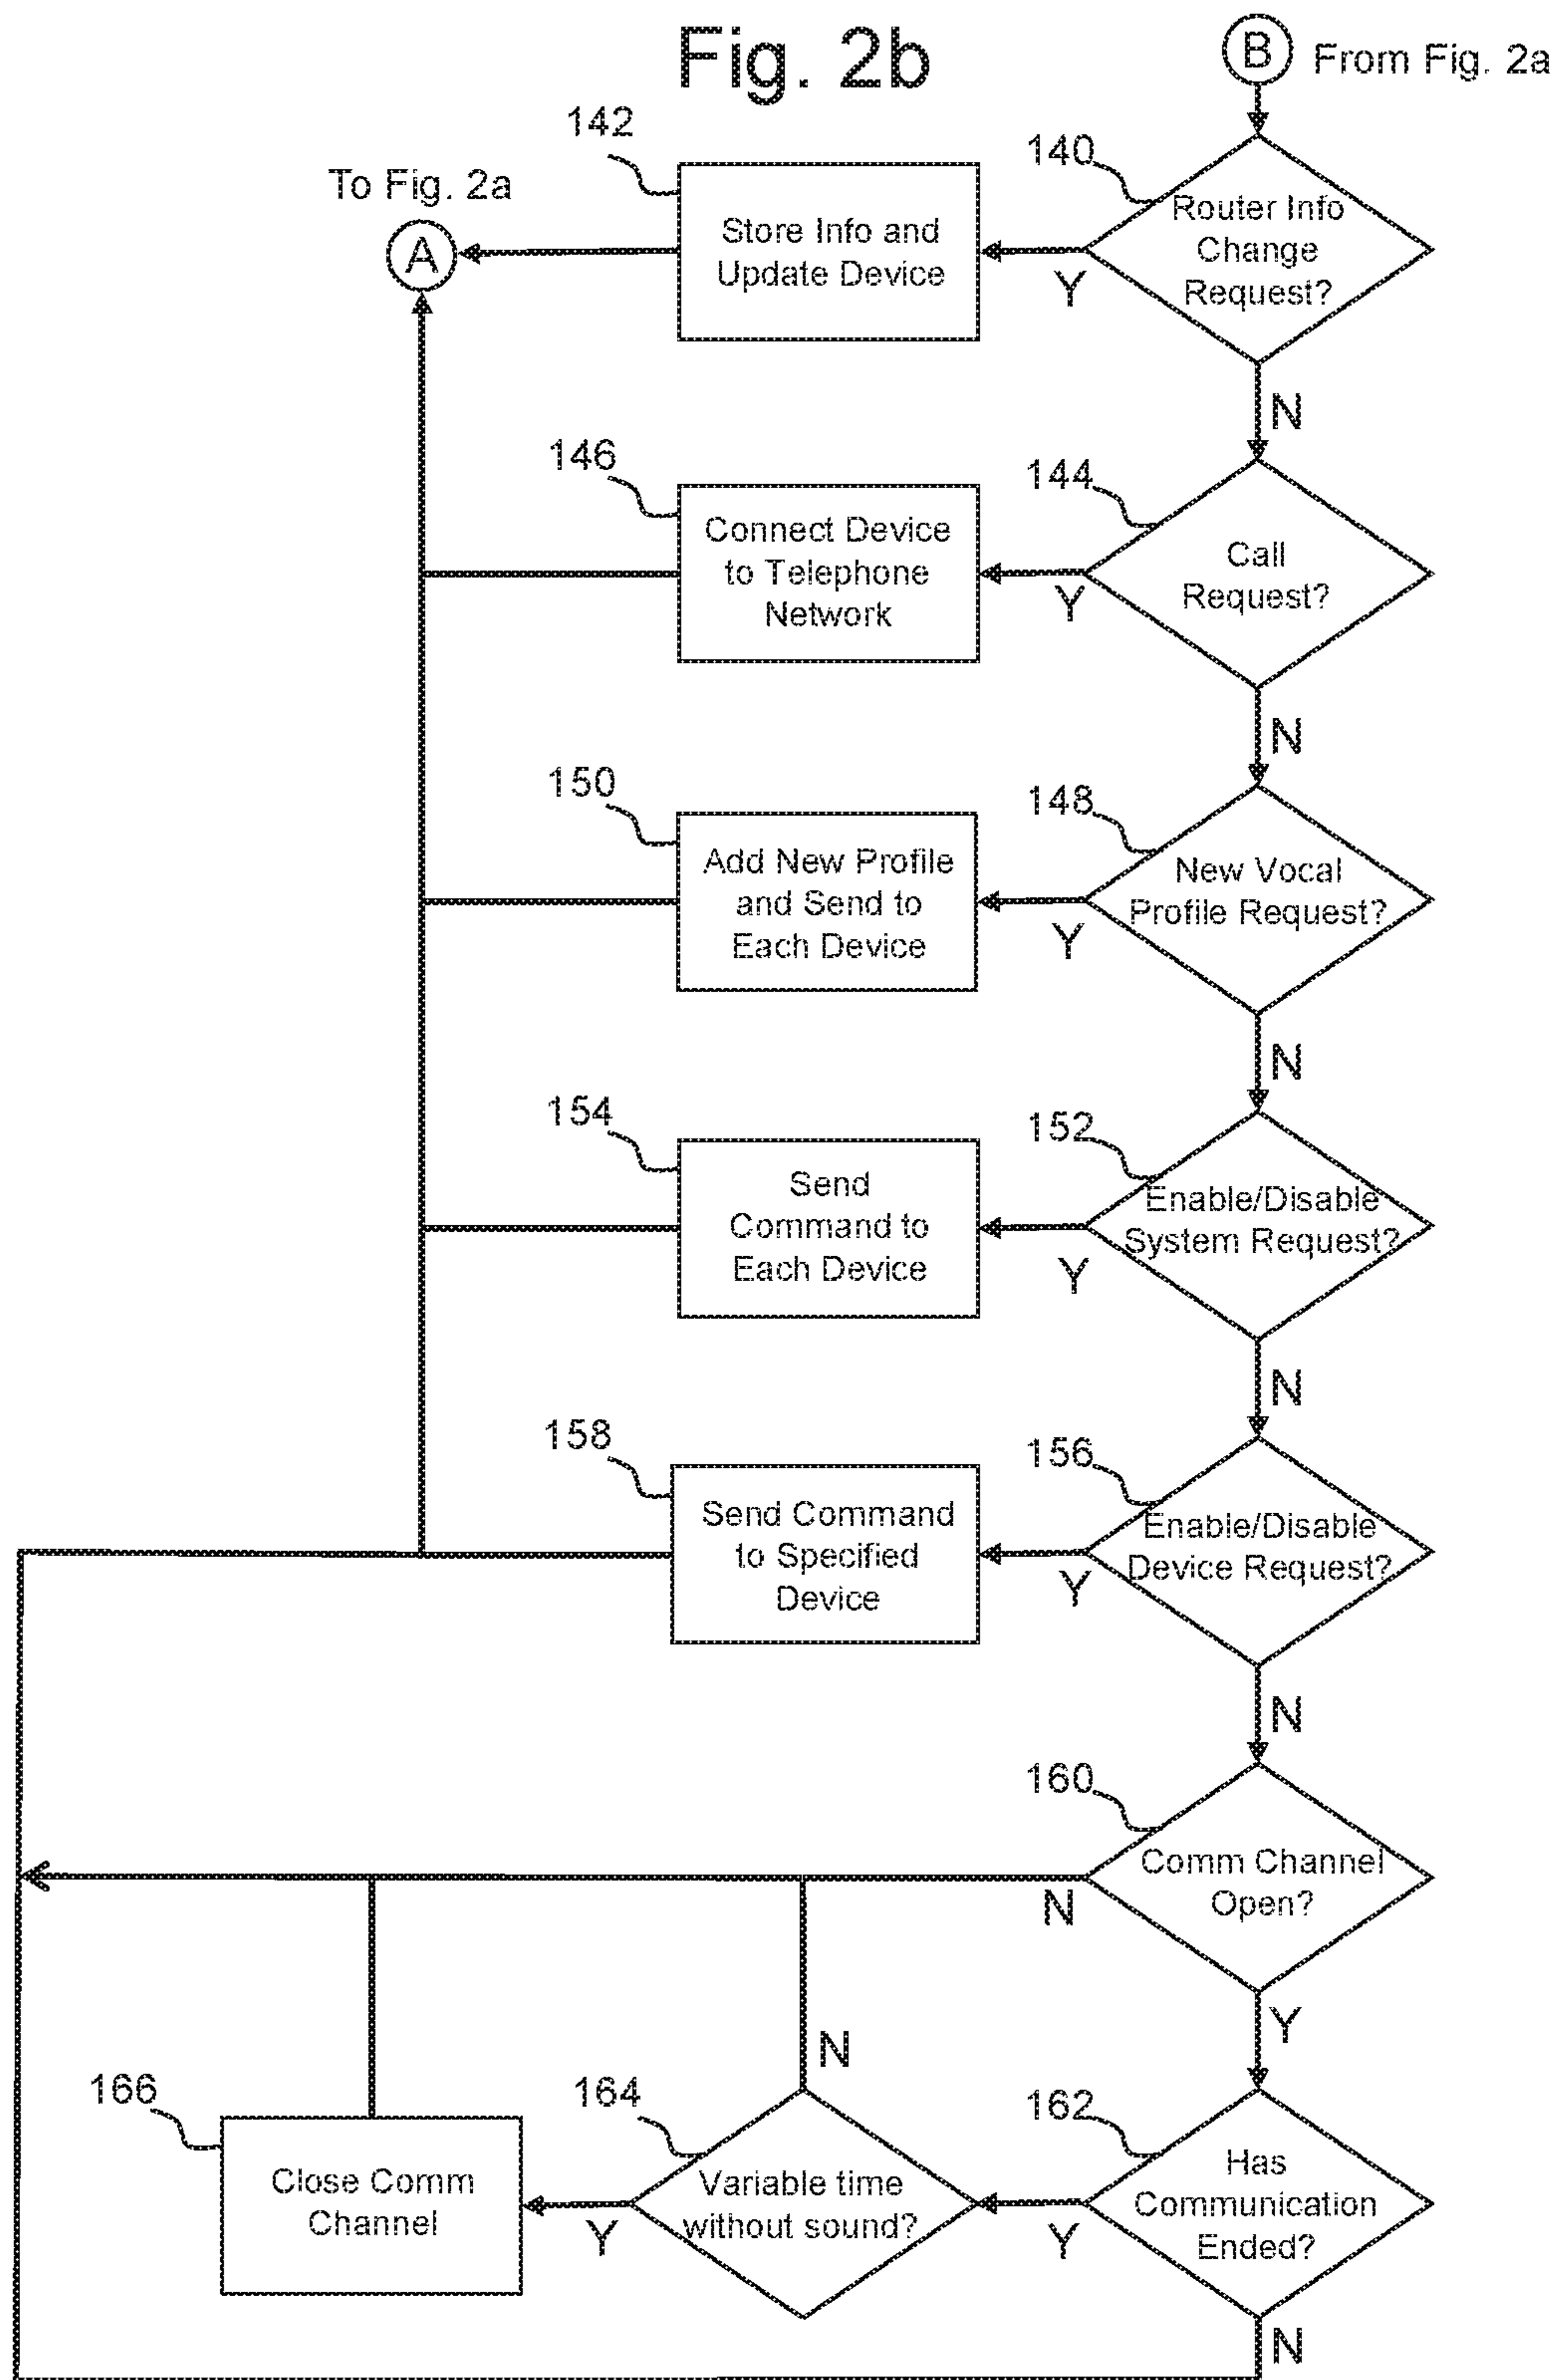 Fig. 2b
B From Fig. 2a
142
140
To Fig. 2a
A
Store Info and
Update Device
Router Info
Change
Request?
Y
N
146
144
Connect Device
to Telephone
Network
Call
Request?
Y
N
150
148
Add New Profile
and Send to
Each Device
New Vocal
Profile Request?
Y
N
154
152
Send
Command to
Each Device
Enable/Disable
System Request?
Y
N
158
156
Send Command
to Specified
Device
Enable/Disable
Device Request?
Y
N
160
Comm Channel
Open?
N
Y
166
164
162
N
Close Comm
Channel
Variable time
without sound?
Has
Communication
Ended?
Y
Y
N